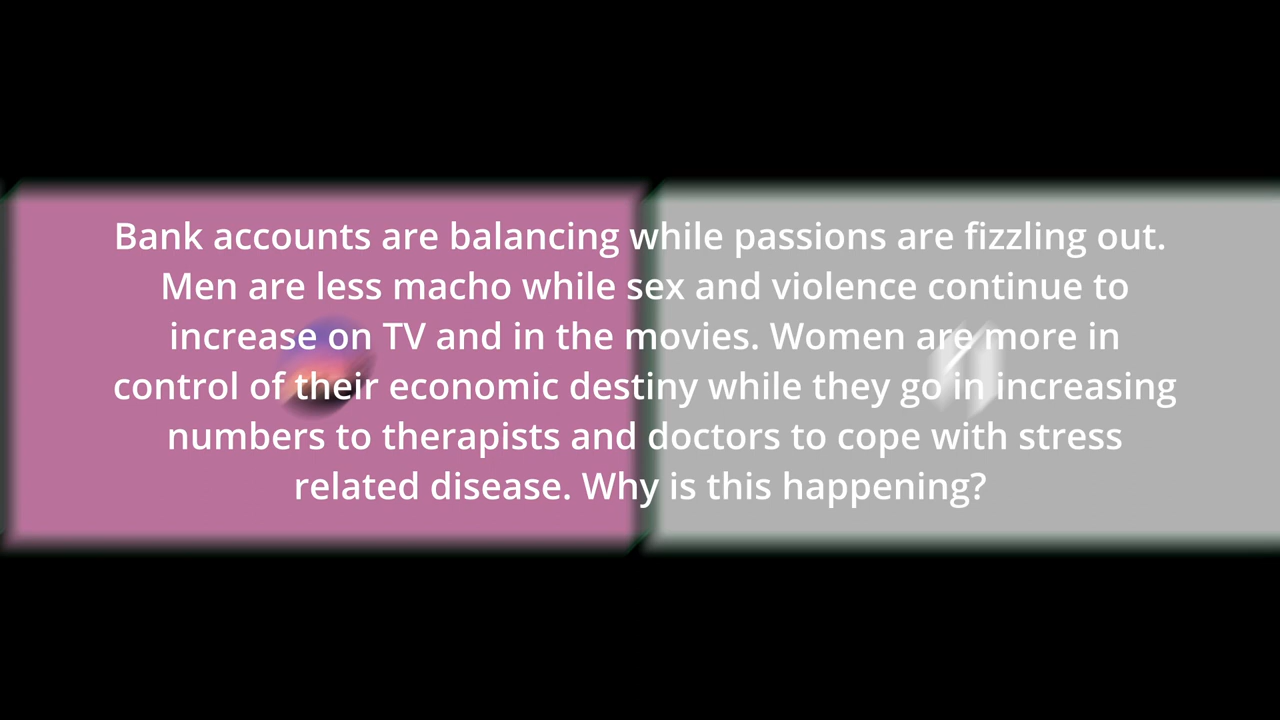 Bank accounts are balancing while passions are fizzling out.
Men are less macho while sex and violence continue to
increase on TV and in the movies. Women are more in
control of their economic destiny while they go in increasing
numbers to therapists and doctors to cope with stress
related disease. Why is this happening?